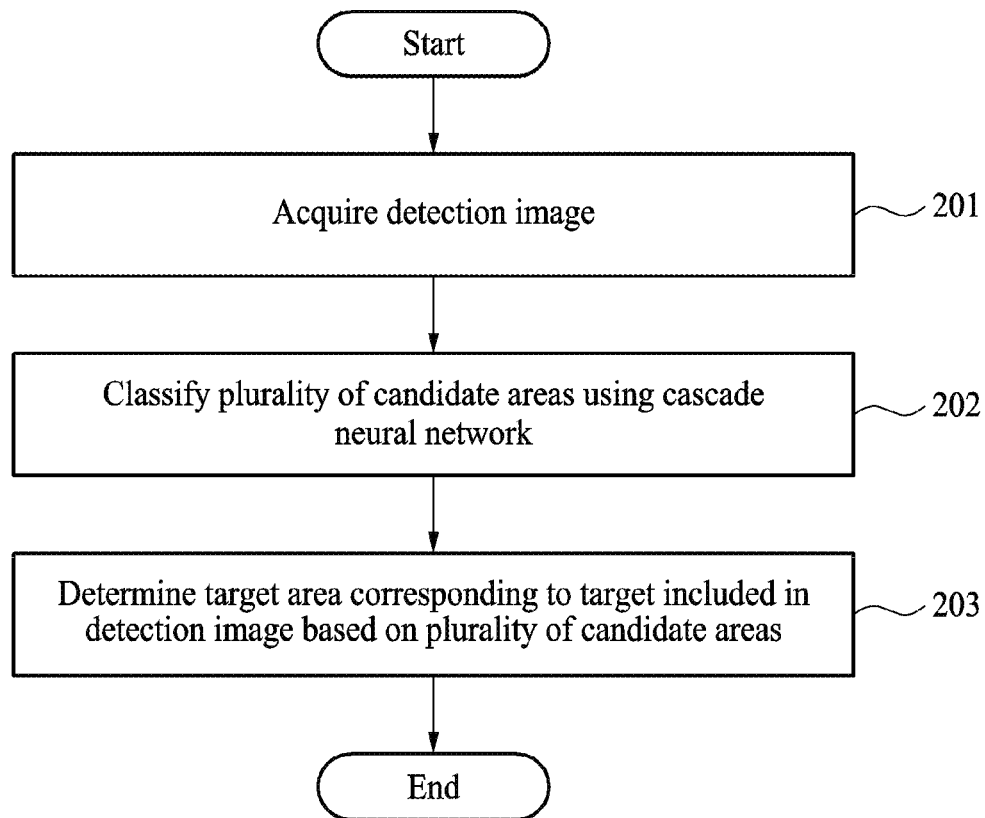 Start
Acquire detection image
201
Classify plurality of candidate areas using cascade
neural network
202
Determine target area corresponding to target included in
detection image based on plurality of candidate areas
203
End